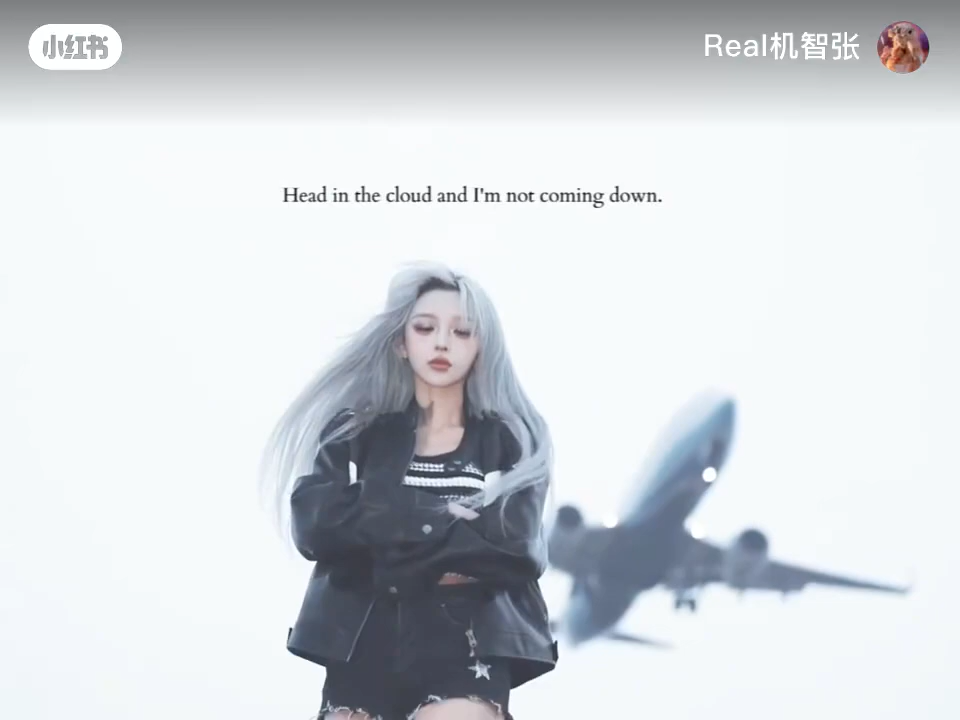 小红书
Real机智张
Head in the cloud and I'm not coming down.